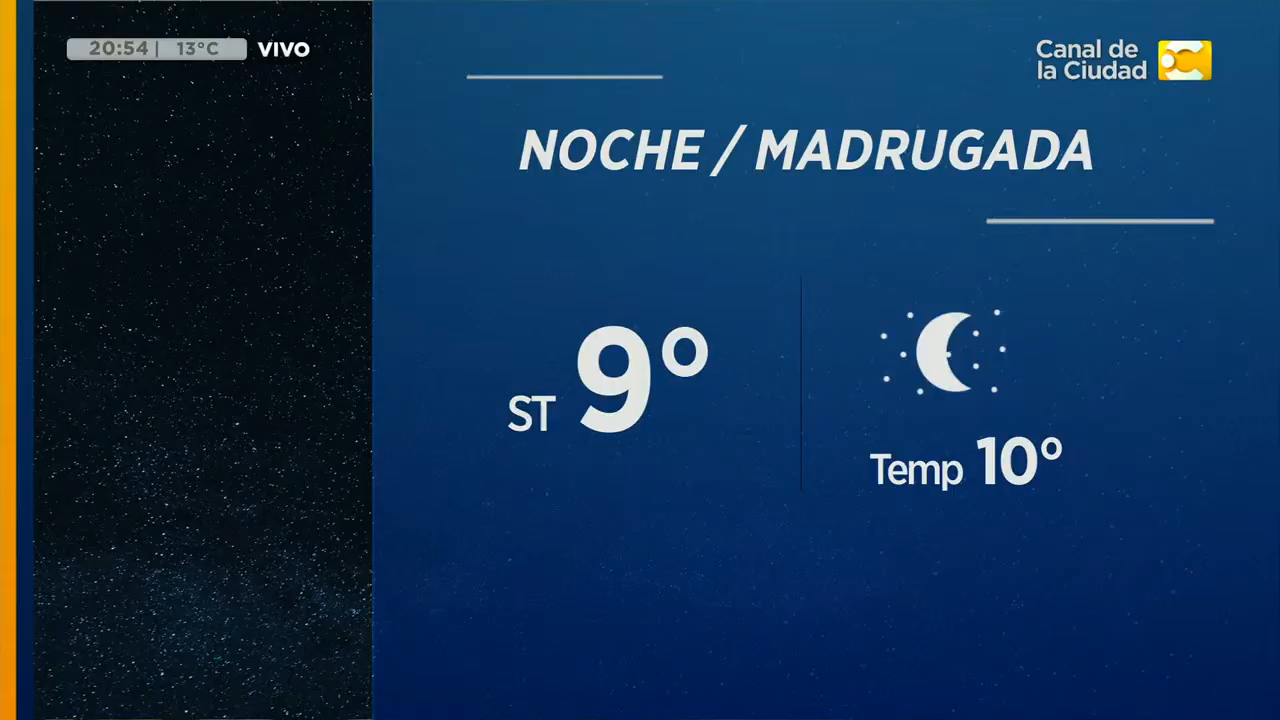 20:54 | 13°C VIVO
Canal de
la Ciudad
NOCHE / MADRUGADA
ST 9°
Temp 10°